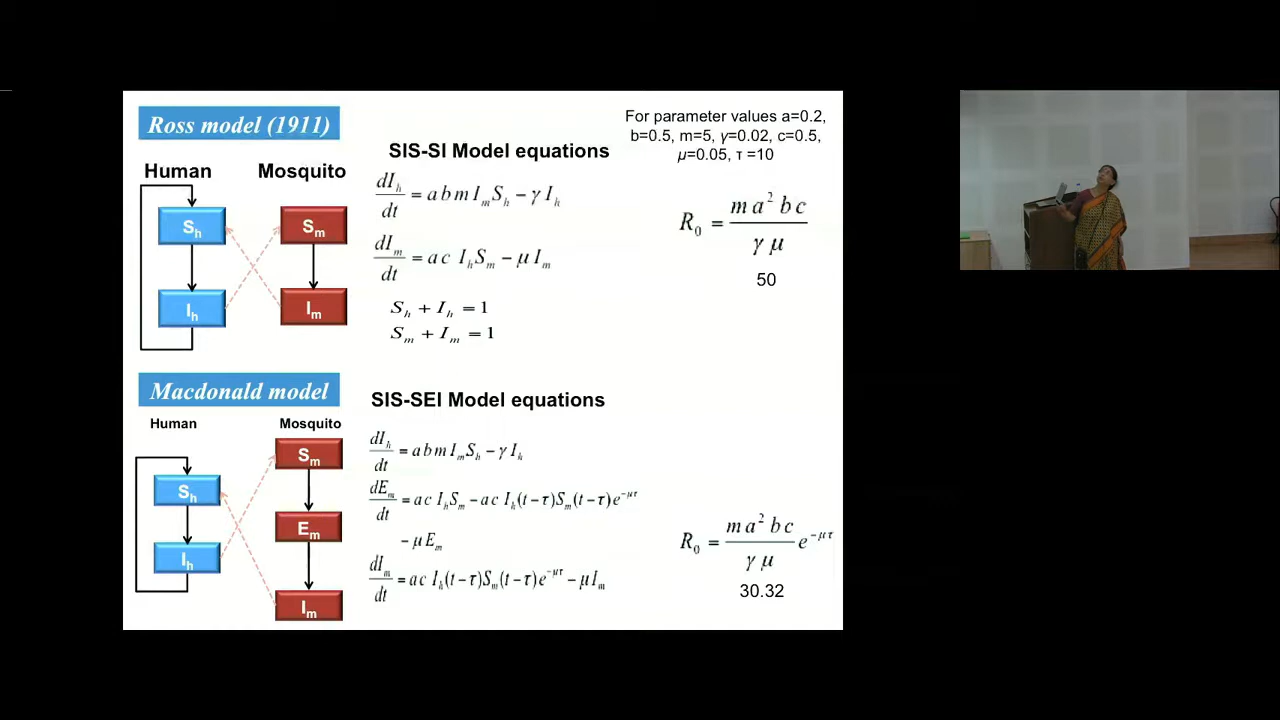 Ross model (1911)
Human Mosquito
S_h S_m
I_h I_m
SIS-SI Model equations
dI_h/dt = a b m I_m S_h − γ I_h
dI_m/dt = a c I_h S_m − μ I_m
S_h + I_h = 1
S_m + I_m = 1
For parameter values a=0.2,
b=0.5, m=5, γ=0.02, c=0.5,
μ=0.05, τ =10
R_0 = m a² b c / γ μ
50
Macdonald model
Human Mosquito
S_m
S_h
E_m
I_h
I_m
SIS-SEI Model equations
dI_h/dt = a b m I_m S_h − γ I_h
dE_m/dt = a c I_h S_m − a c I_h (t−τ) S_m (t−τ) e^{−μτ}
− μ E_m
dI_m/dt = a c I_h (t−τ) S_m (t−τ) e^{−μτ} − μ I_m
R_0 = m a² b c / γ μ e^{−μτ}
30.32